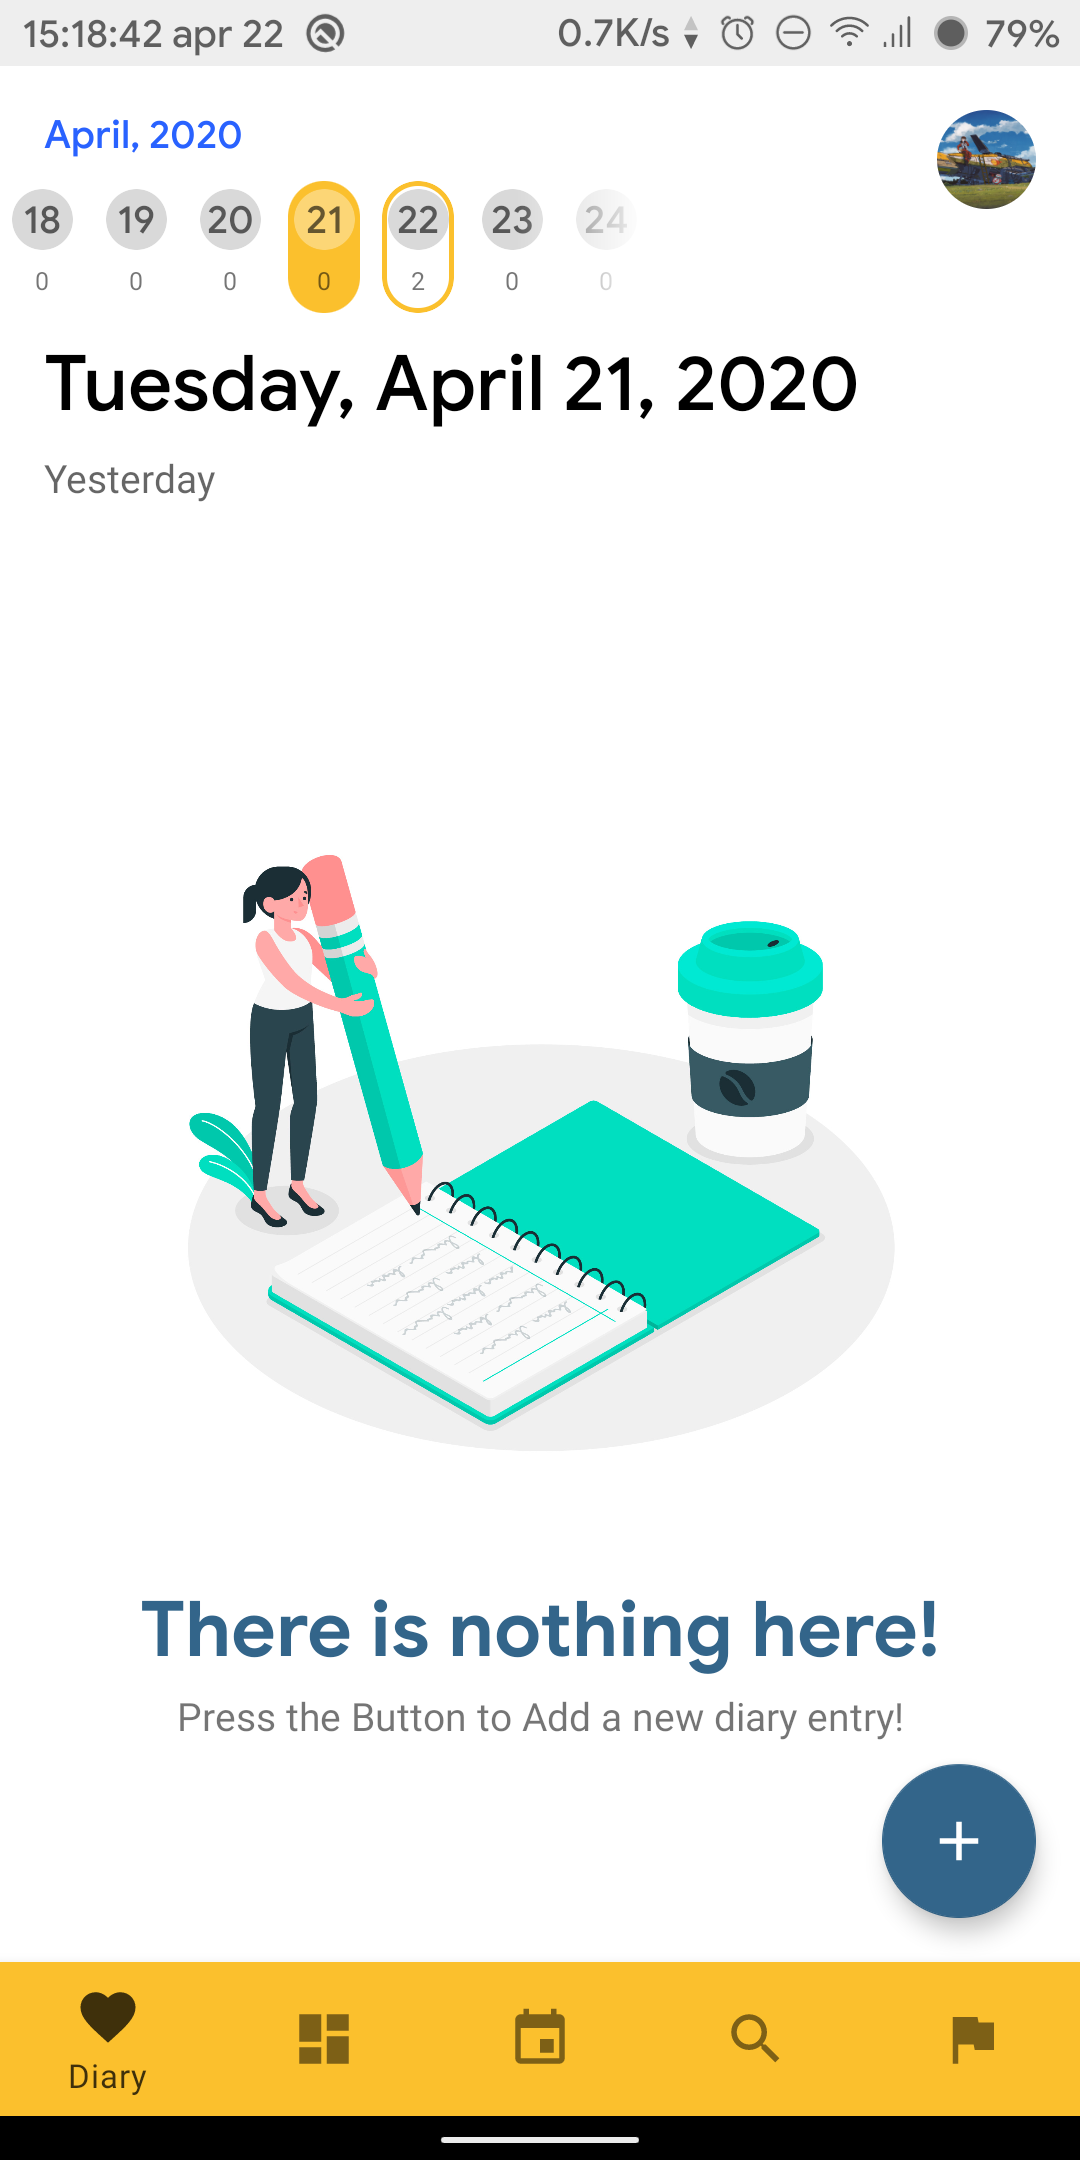 15:18:42 apr 22 0.7K/s 79%
April, 2020
18 19 20 21 22 23 24
0 0 0 0 2 0 0
Tuesday, April 21, 2020
Yesterday
There is nothing here!
Press the Button to Add a new diary entry!
Diary